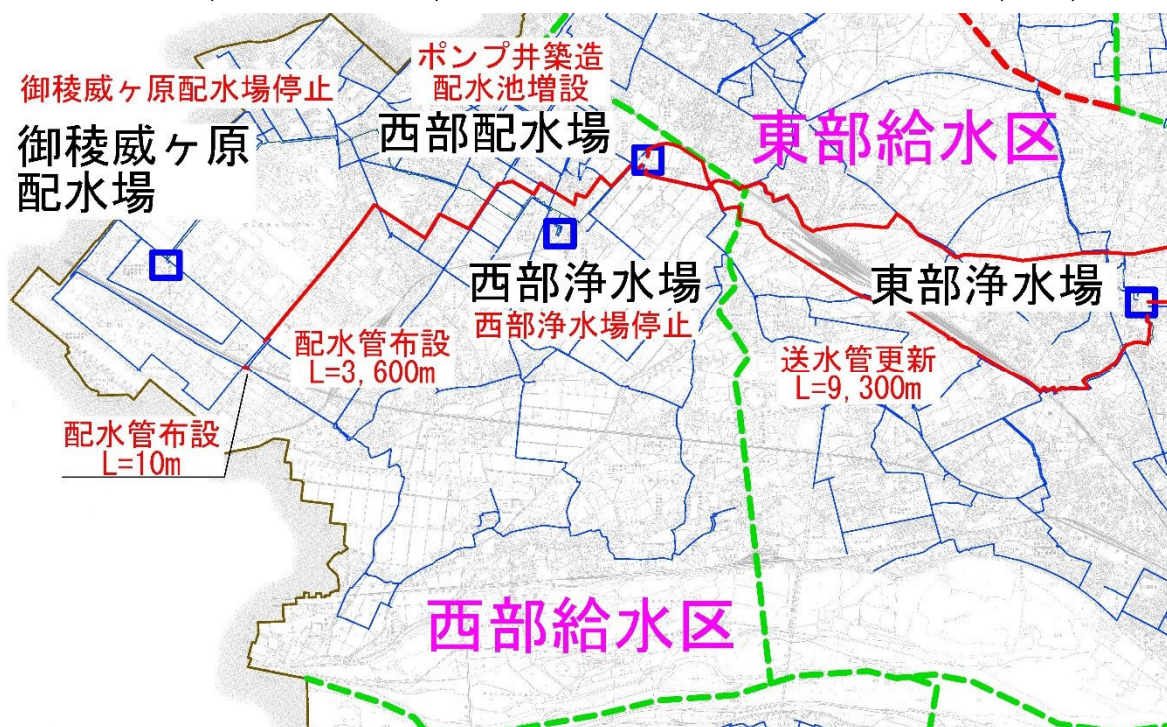 御稜威ヶ原配水場停止
御稜威ヶ原
配水場
ポンプ井築造
配水池増設
西部配水場
東部給水区
西部浄水場
西部浄水場停止
東部浄水場
配水管布設
L=3,600m
送水管更新
L=9,300m
配水管布設
L=10m
西部給水区